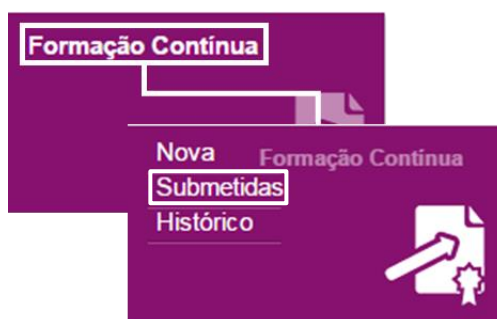 Formação Contínua
Nova
Formação Contínua
Submetidas
Histórico